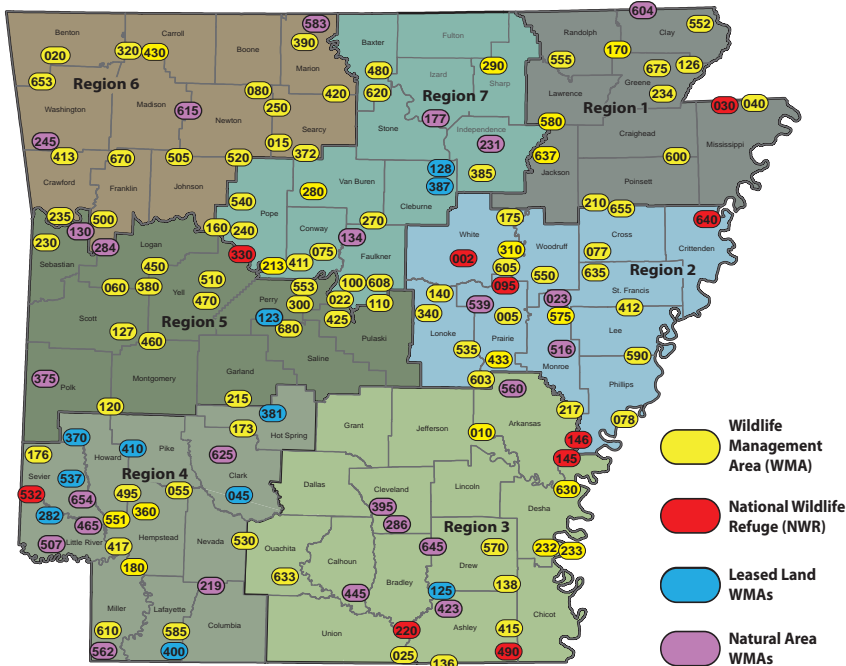 604
583
Fulton
Randolph
Clay
552
Benton
Carroll
320
430
390
Baxter
170
020
Boone
Marion
480
Izard
290
555
675
126
653
Region 6
080
420
620
Region 7
Sharp
Lawrence
Greene
234
030
040
Washington
Madison
615
250
Newton
Stone
177
Independence
Region 1
580
Craighead
Mississippi
245
413
670
505
520
015
Searcy
372
231
637
600
Crawford
Franklin
Johnson
280
Van Buren
128
387
385
Jackson
Poinsett
540
Cleburne
210
655
235
500
160
240
Pope
Conway
270
175
640
130
230
284
Logan
134
White
Woodruff
Cross
Crittenden
Sebastian
450
330
213
411
075
Faulkner
002
310
077
060
380
510
Yell
470
553
100
608
605
550
635
Region 2
Perry
300
022
110
095
140
539
023
St. Francis
Scott
Region 5
123
680
425
340
005
575
412
127
460
Pulaski
Lonoke
Prairie
Lee
Saline
535
433
516
Monroe
590
375
Polk
Montgomery
Garland
603
560
Phillips
120
215
381
Arkansas
217
078
173
Hot Spring
Grant
Jefferson
010
146
145
370
410
Pike
176
Howard
625
Sevier
537
Region 4
Clark
Dallas
Cleveland
Lincoln
630
532
654
495
055
045
395
Desha
282
465
551
360
286
Region 3
507
Little River
417
Hempstead
Nevada
530
Ouachita
645
570
232
233
180
Calhoun
Drew
633
Bradley
138
219
445
125
423
Chicot
Miller
Lafayette
Columbia
610
585
220
Ashley
415
562
400
Union
025
136
490
Wildlife
Management
Area (WMA)
National Wildlife
Refuge (NWR)
Leased Land
WMAs
Natural Area
WMAs